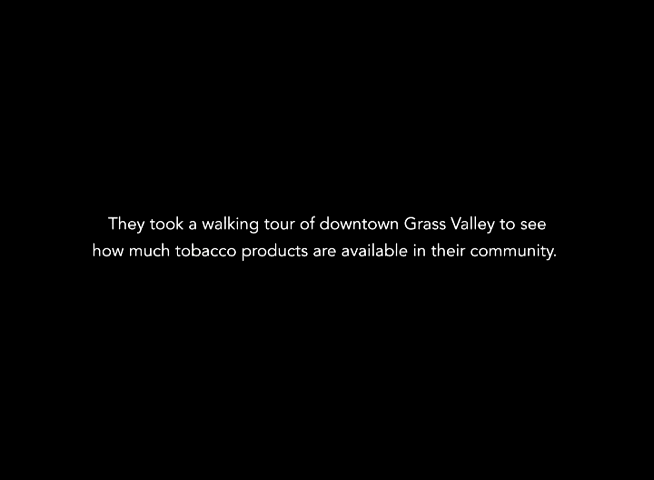 They took a walking tour of downtown Grass Valley to see
how much tobacco products are available in their community.